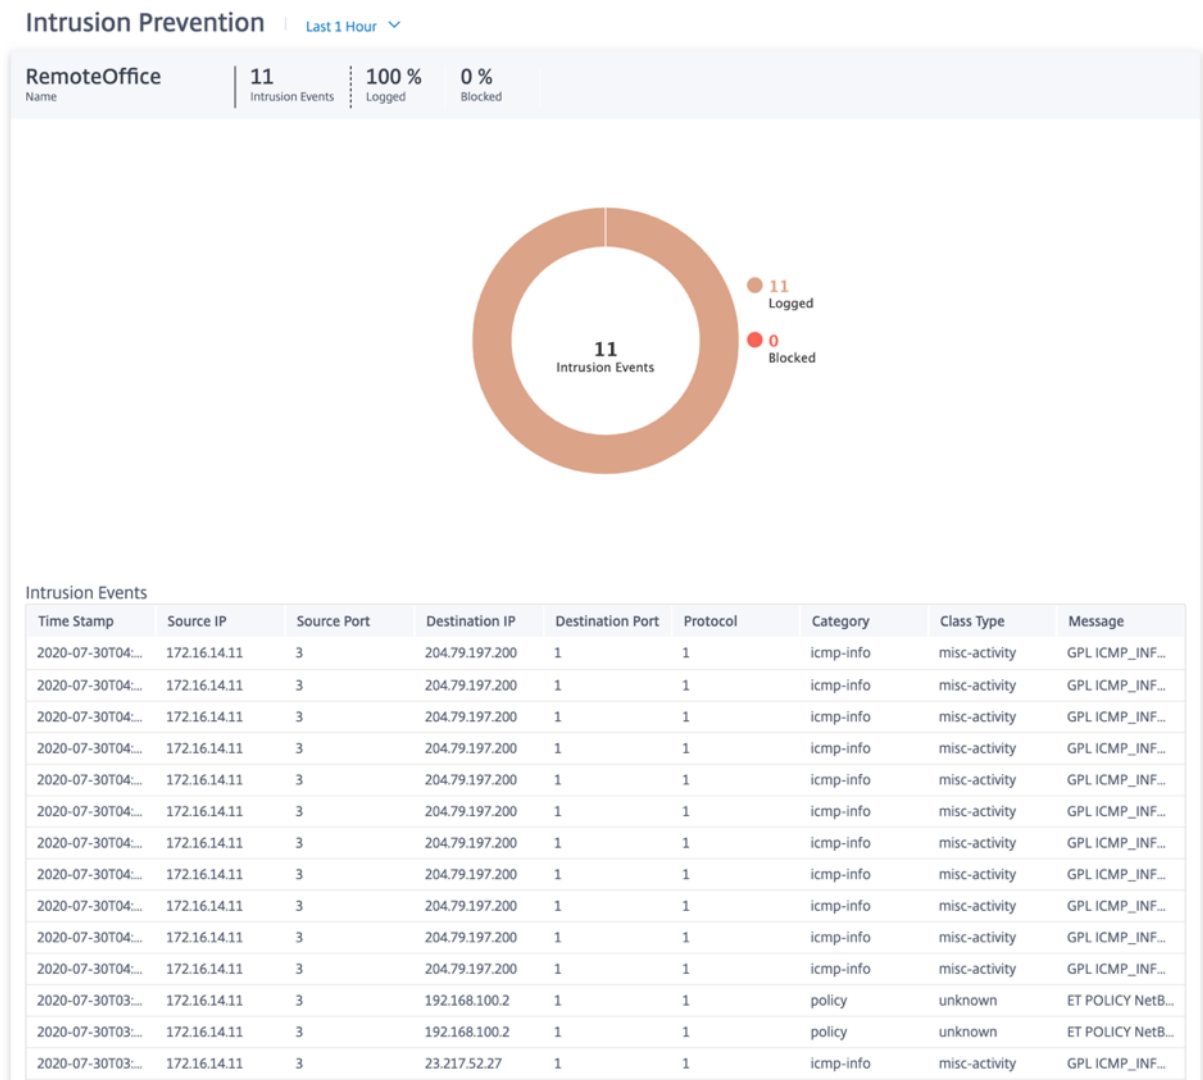 Intrusion Prevention Last 1 Hour
RemoteOffice 11 100 % 0 %
Name Intrusion Events Logged Blocked
11
Logged
0
Blocked
11
Intrusion Events
Intrusion Events
Time Stamp Source IP Source Port Destination IP Destination Port Protocol Category Class Type Message
2020-07-30T04:... 172.16.14.11 3 204.79.197.200 1 1 icmp-info misc-activity GPL ICMP_INF...
2020-07-30T04:... 172.16.14.11 3 204.79.197.200 1 1 icmp-info misc-activity GPL ICMP_INF...
2020-07-30T04:... 172.16.14.11 3 204.79.197.200 1 1 icmp-info misc-activity GPL ICMP_INF...
2020-07-30T04:... 172.16.14.11 3 204.79.197.200 1 1 icmp-info misc-activity GPL ICMP_INF...
2020-07-30T04:... 172.16.14.11 3 204.79.197.200 1 1 icmp-info misc-activity GPL ICMP_INF...
2020-07-30T04:... 172.16.14.11 3 204.79.197.200 1 1 icmp-info misc-activity GPL ICMP_INF...
2020-07-30T04:... 172.16.14.11 3 204.79.197.200 1 1 icmp-info misc-activity GPL ICMP_INF...
2020-07-30T04:... 172.16.14.11 3 204.79.197.200 1 1 icmp-info misc-activity GPL ICMP_INF...
2020-07-30T04:... 172.16.14.11 3 204.79.197.200 1 1 icmp-info misc-activity GPL ICMP_INF...
2020-07-30T04:... 172.16.14.11 3 204.79.197.200 1 1 icmp-info misc-activity GPL ICMP_INF...
2020-07-30T04:... 172.16.14.11 3 204.79.197.200 1 1 icmp-info misc-activity GPL ICMP_INF...
2020-07-30T03:... 172.16.14.11 3 192.168.100.2 1 1 policy unknown ET POLICY NetB...
2020-07-30T03:... 172.16.14.11 3 192.168.100.2 1 1 policy unknown ET POLICY NetB...
2020-07-30T03:... 172.16.14.11 3 23.217.52.27 1 1 icmp-info misc-activity GPL ICMP_INF...